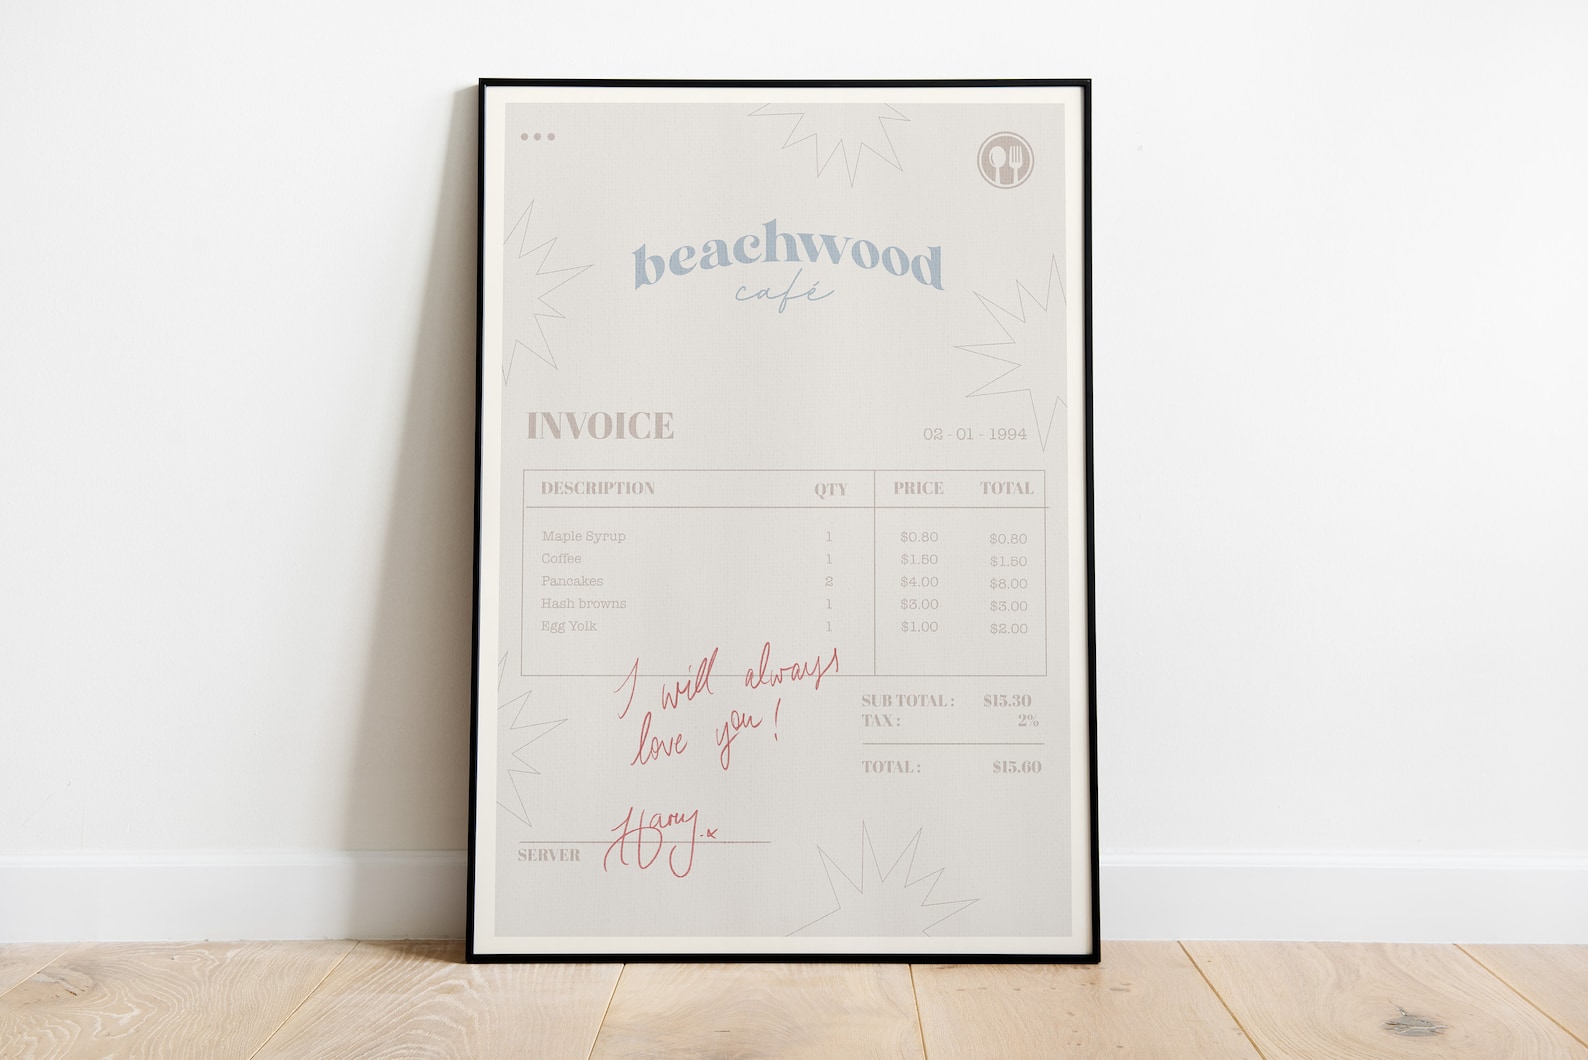 beachwood
café
INVOICE 02 - 01 - 1994
DESCRIPTION QTY PRICE TOTAL
Maple Syrup 1 $0.80 $0.80
Coffee 1 $1.50 $1.50
Pancakes 2 $4.00 $8.00
Hash browns 1 $3.00 $3.00
Egg Yolk 1 $1.00 $2.00
I will always
love you!
SUB TOTAL : $15.30
TAX : 2%
TOTAL : $15.60
Harry.x
SERVER